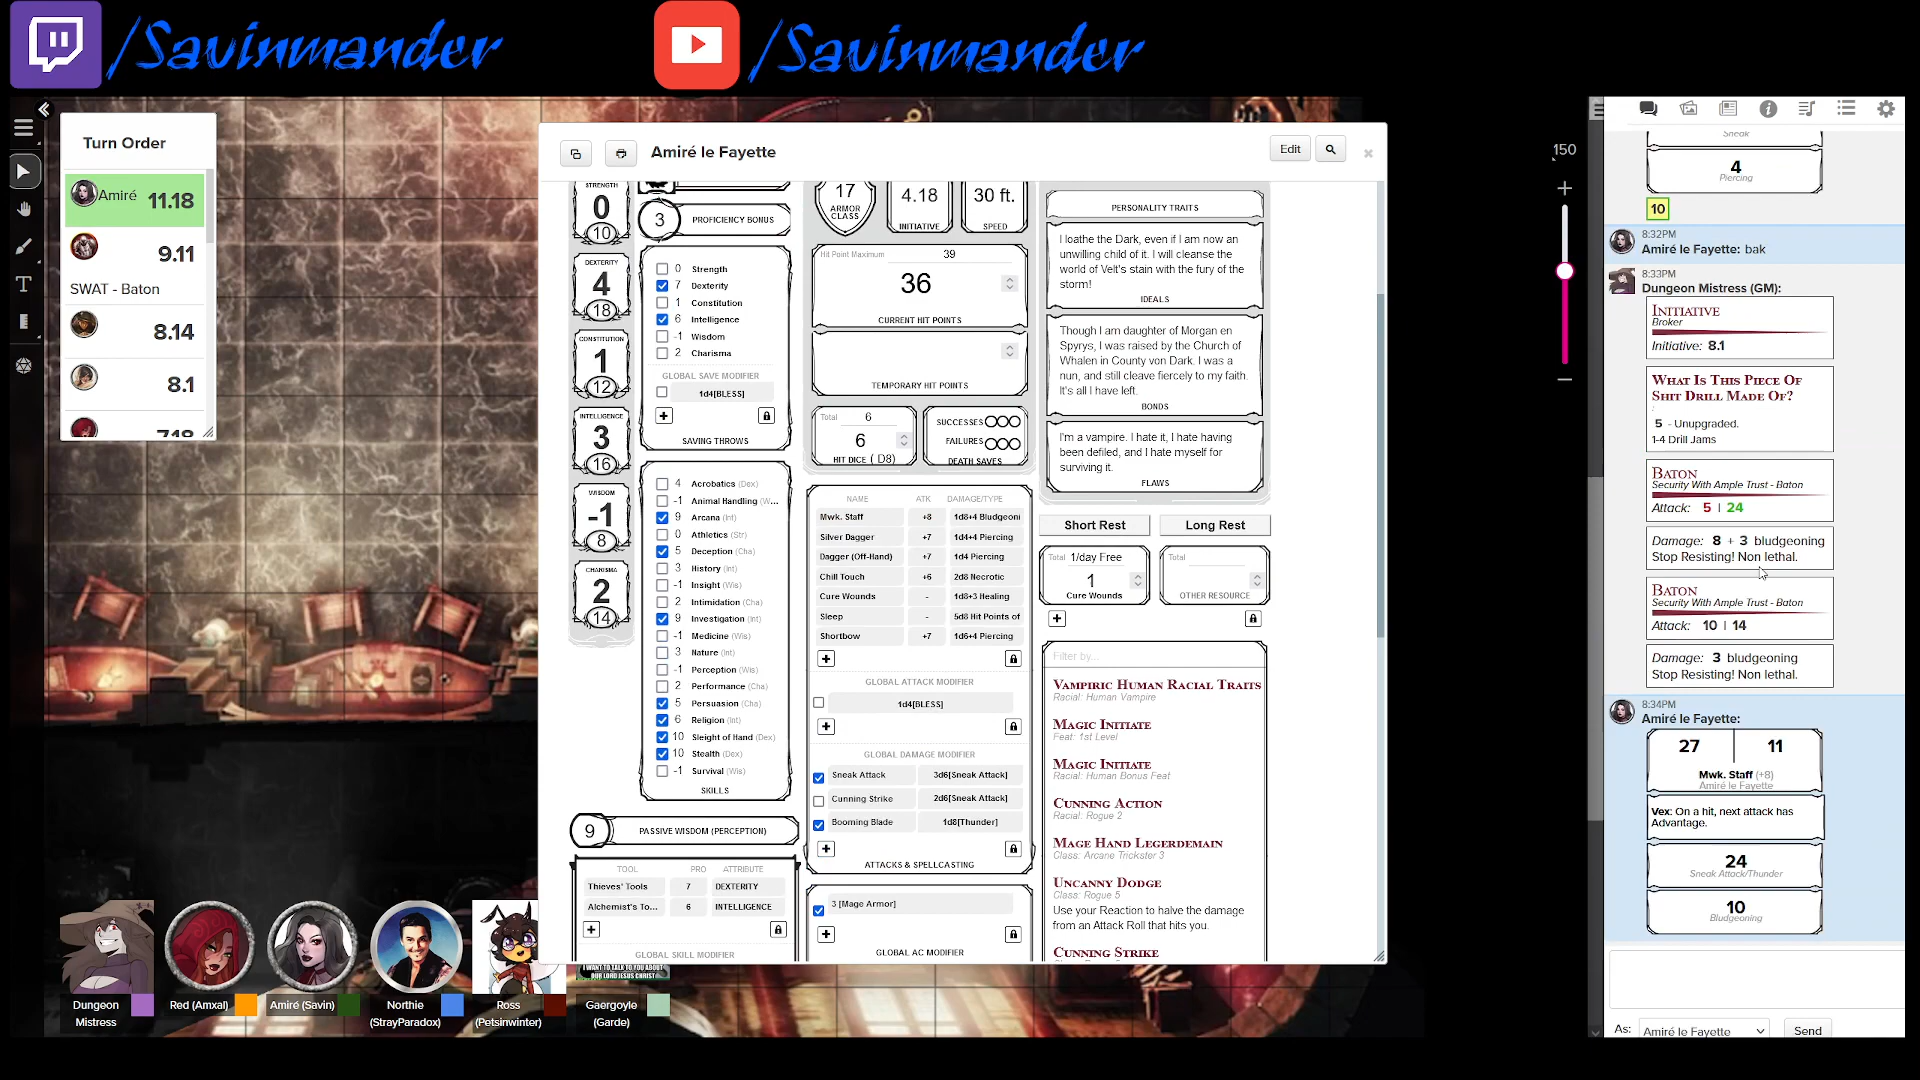 /Savinmander
/Savinmander
Turn Order
Amiré 11.18
9.11
SWAT - Baton
8.14
8.1
7.18
Amiré le Fayette
Edit
STRENGTH
0
10
DEXTERITY
4
18
CONSTITUTION
1
12
INTELLIGENCE
3
16
WISDOM
-1
8
CHARISMA
2
14
3 PROFICIENCY BONUS
0 Strength
7 Dexterity
1 Constitution
6 Intelligence
-1 Wisdom
2 Charisma
GLOBAL SAVE MODIFIER
1d4[BLESS]
SAVING THROWS
4 Acrobatics (Dex)
-1 Animal Handling (W...
9 Arcana (Int)
0 Athletics (Str)
5 Deception (Cha)
3 History (Int)
-1 Insight (Wis)
2 Intimidation (Cha)
9 Investigation (Int)
-1 Medicine (Wis)
3 Nature (Int)
-1 Perception (Wis)
2 Performance (Cha)
5 Persuasion (Cha)
6 Religion (Int)
10 Sleight of Hand (Dex)
10 Stealth (Dex)
-1 Survival (Wis)
SKILLS
9 PASSIVE WISDOM (PERCEPTION)
TOOL PRO ATTRIBUTE
Thieves' Tools 7 DEXTERITY
Alchemist's To... 6 INTELLIGENCE
GLOBAL SKILL MODIFIER
17
ARMOR
CLASS
4.18
INITIATIVE
30 ft.
SPEED
Hit Point Maximum 39
36
CURRENT HIT POINTS
TEMPORARY HIT POINTS
Total 6
6
HIT DICE ( D8)
SUCCESSES
FAILURES
DEATH SAVES
NAME ATK DAMAGE/TYPE
Mwk. Staff +8 1d8+4 Bludgeoni
Silver Dagger +7 1d4+4 Piercing
Dagger (Off-Hand) +7 1d4 Piercing
Chill Touch +6 2d8 Necrotic
Cure Wounds - 1d8+3 Healing
Sleep - 5d8 Hit Points of
Shortbow +7 1d6+4 Piercing
GLOBAL ATTACK MODIFIER
1d4[BLESS]
GLOBAL DAMAGE MODIFIER
Sneak Attack 3d6[Sneak Attack]
Cunning Strike 2d6[Sneak Attack]
Booming Blade 1d8[Thunder]
ATTACKS & SPELLCASTING
3 [Mage Armor]
GLOBAL AC MODIFIER
PERSONALITY TRAITS
I loathe the Dark, even if I am now an
unwilling child of it. I will cleanse the
world of Velt's stain with the fury of the
storm!
IDEALS
Though I am daughter of Morgan en
Spyrys, I was raised by the Church of
Whalen in County von Dark. I was a
nun, and still cleave fiercely to my faith.
It's all I have left.
BONDS
I'm a vampire. I hate it, I hate having
been defiled, and I hate myself for
surviving it.
FLAWS
Short Rest Long Rest
Total 1/day Free
1
Cure Wounds
Total
OTHER RESOURCE
Filter by...
VAMPIRIC HUMAN RACIAL TRAITS
Racial: Human Vampire
MAGIC INITIATE
Feat: 1st Level
MAGIC INITIATE
Racial: Human Bonus Feat
CUNNING ACTION
Racial: Rogue 2
MAGE HAND LEGERDEMAIN
Class: Arcane Trickster 3
UNCANNY DODGE
Class: Rogue 5
Use your Reaction to halve the damage
from an Attack Roll that hits you.
CUNNING STRIKE
150
Sneak
4
Piercing
10
8:32PM
Amiré le Fayette: bak
8:33PM
Dungeon Mistress (GM):
INITIATIVE
Broker
Initiative: 8.1
WHAT IS THIS PIECE OF
SHIT DRILL MADE OF?
:
5 - Unupgraded.
1-4 Drill Jams
BATON
Security With Ample Trust - Baton
Attack: 5 | 24
Damage: 8 + 3 bludgeoning
Stop Resisting! Non lethal.
BATON
Security With Ample Trust - Baton
Attack: 10 | 14
Damage: 3 bludgeoning
Stop Resisting! Non lethal.
8:34PM
Amiré le Fayette:
27 11
Mwk. Staff (+8)
Amiré le Fayette
Vex: On a hit, next attack has
Advantage.
24
Sneak Attack/Thunder
10
Bludgeoning
As: Amiré le Fayette Send
I WANT TO TALK TO YOU ABOUT
OUR LORD JESUS CHRIST
Dungeon
Mistress
Red (Amxal)
Amiré (Savin)
Northie
(StrayParadox)
Ross
(Petsinwinter)
Gaergoyle
(Garde)